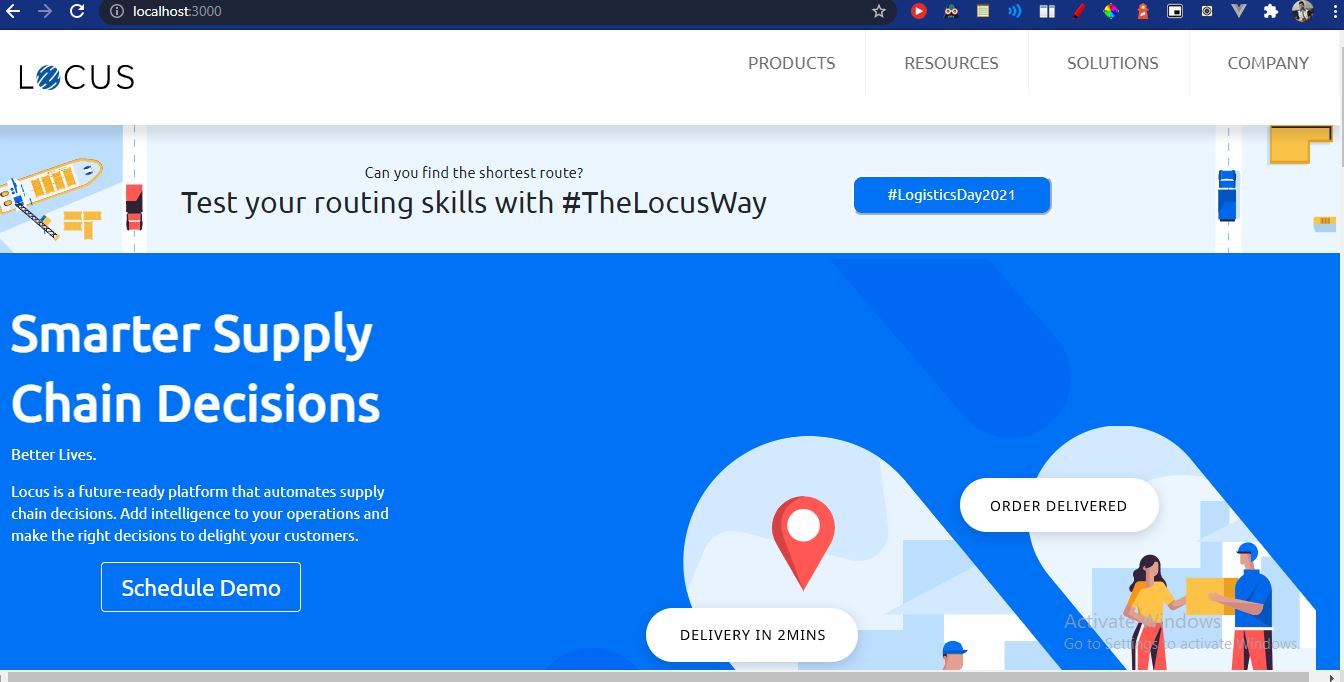 localhost:3000
LOCUS
PRODUCTS
RESOURCES
SOLUTIONS
COMPANY
Can you find the shortest route?
Test your routing skills with #TheLocusWay
#LogisticsDay2021
Smarter Supply
Chain Decisions
Better Lives.
Locus is a future-ready platform that automates supply
chain decisions. Add intelligence to your operations and
make the right decisions to delight your customers.
Schedule Demo
ORDER DELIVERED
DELIVERY IN 2MINS
Activate Windows
Go to Settings to activate Windows.